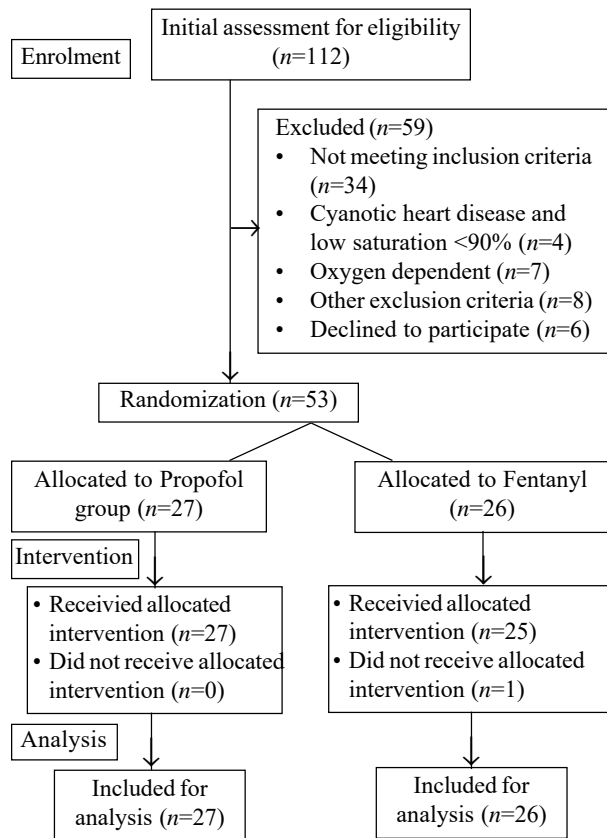 Initial assessment for eligibility
(n=112)
Enrolment
Excluded (n=59)
• Not meeting inclusion criteria
(n=34)
• Cyanotic heart disease and
low saturation <90% (n=4)
• Oxygen dependent (n=7)
• Other exclusion criteria (n=8)
• Declined to participate (n=6)
Randomization (n=53)
Allocated to Propofol
group (n=27)
Allocated to Fentanyl
(n=26)
Intervention
• Receivied allocated
intervention (n=27)
• Did not receive allocated
intervention (n=0)
• Receivied allocated
intervention (n=25)
• Did not receive allocated
intervention (n=1)
Analysis
Included for
analysis (n=27)
Included for
analysis (n=26)